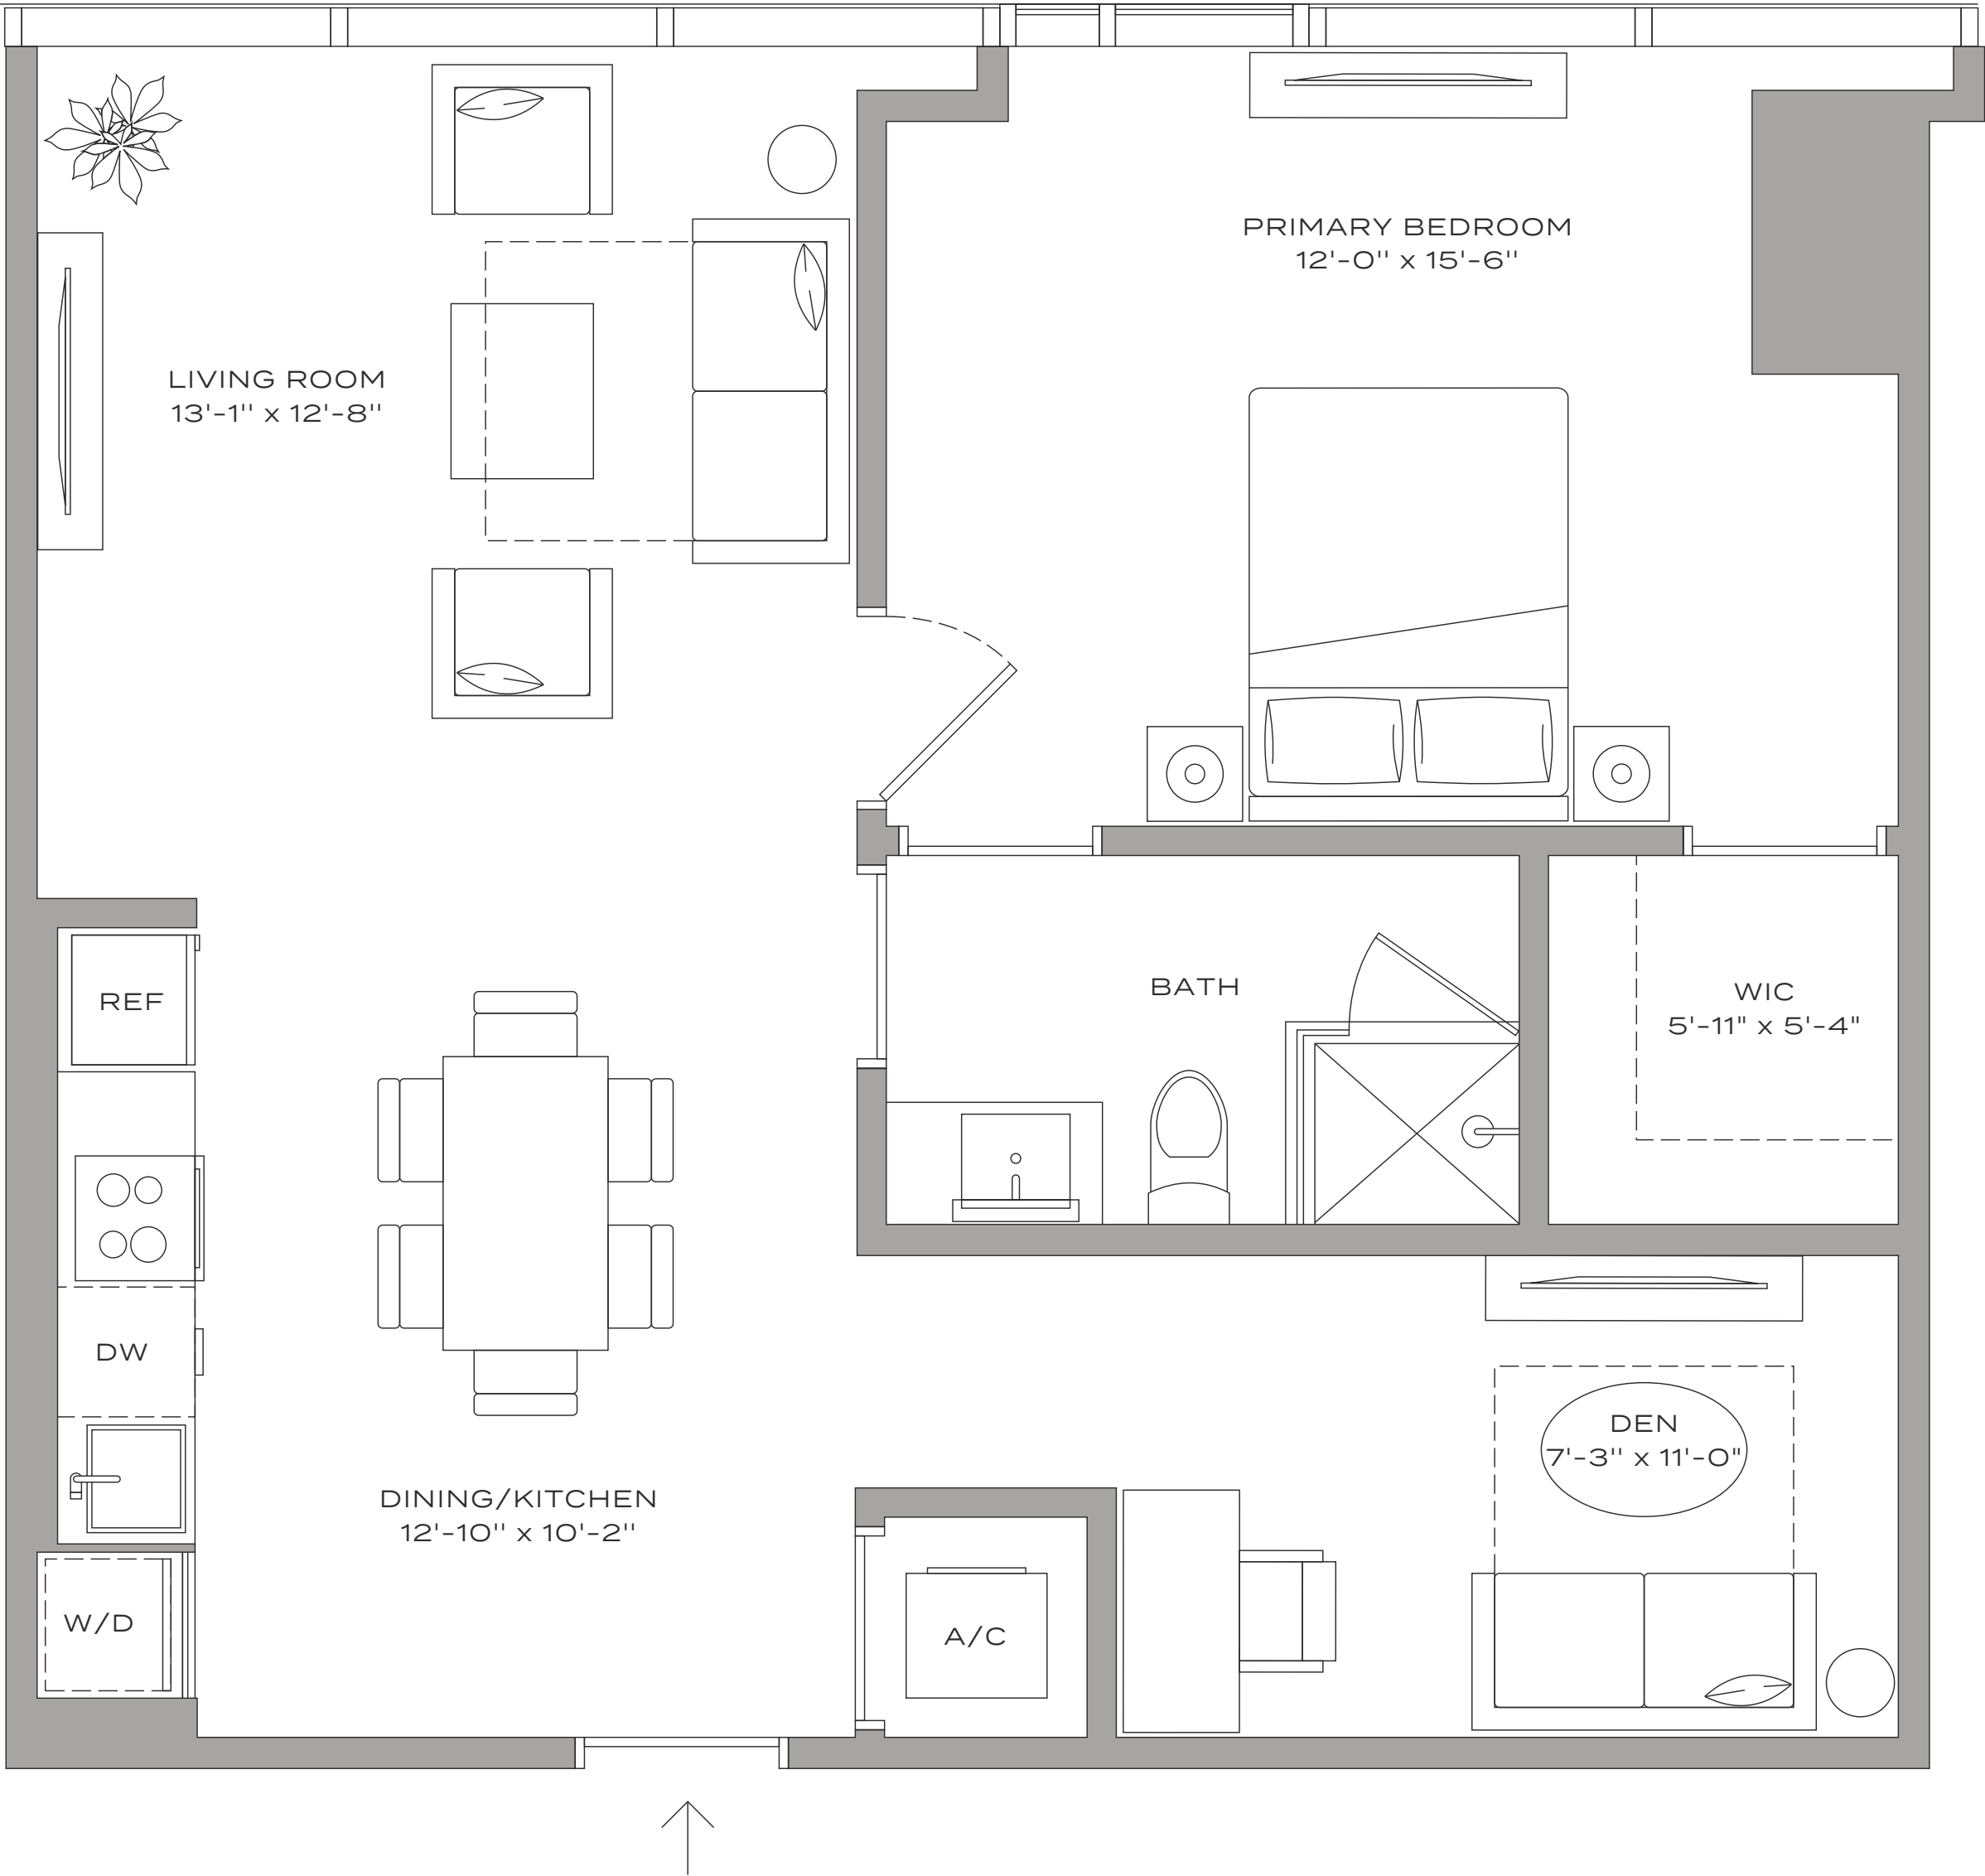 PRIMARY BEDROOM
12'-0" x 15'-6"
LIVING ROOM
13'-1" x 12'-8"
REF
BATH
WIC
5'-11" x 5'-4"
DW
DEN
7'-3" x 11'-0"
DINING/KITCHEN
12'-10" x 10'-2"
W/D
A/C